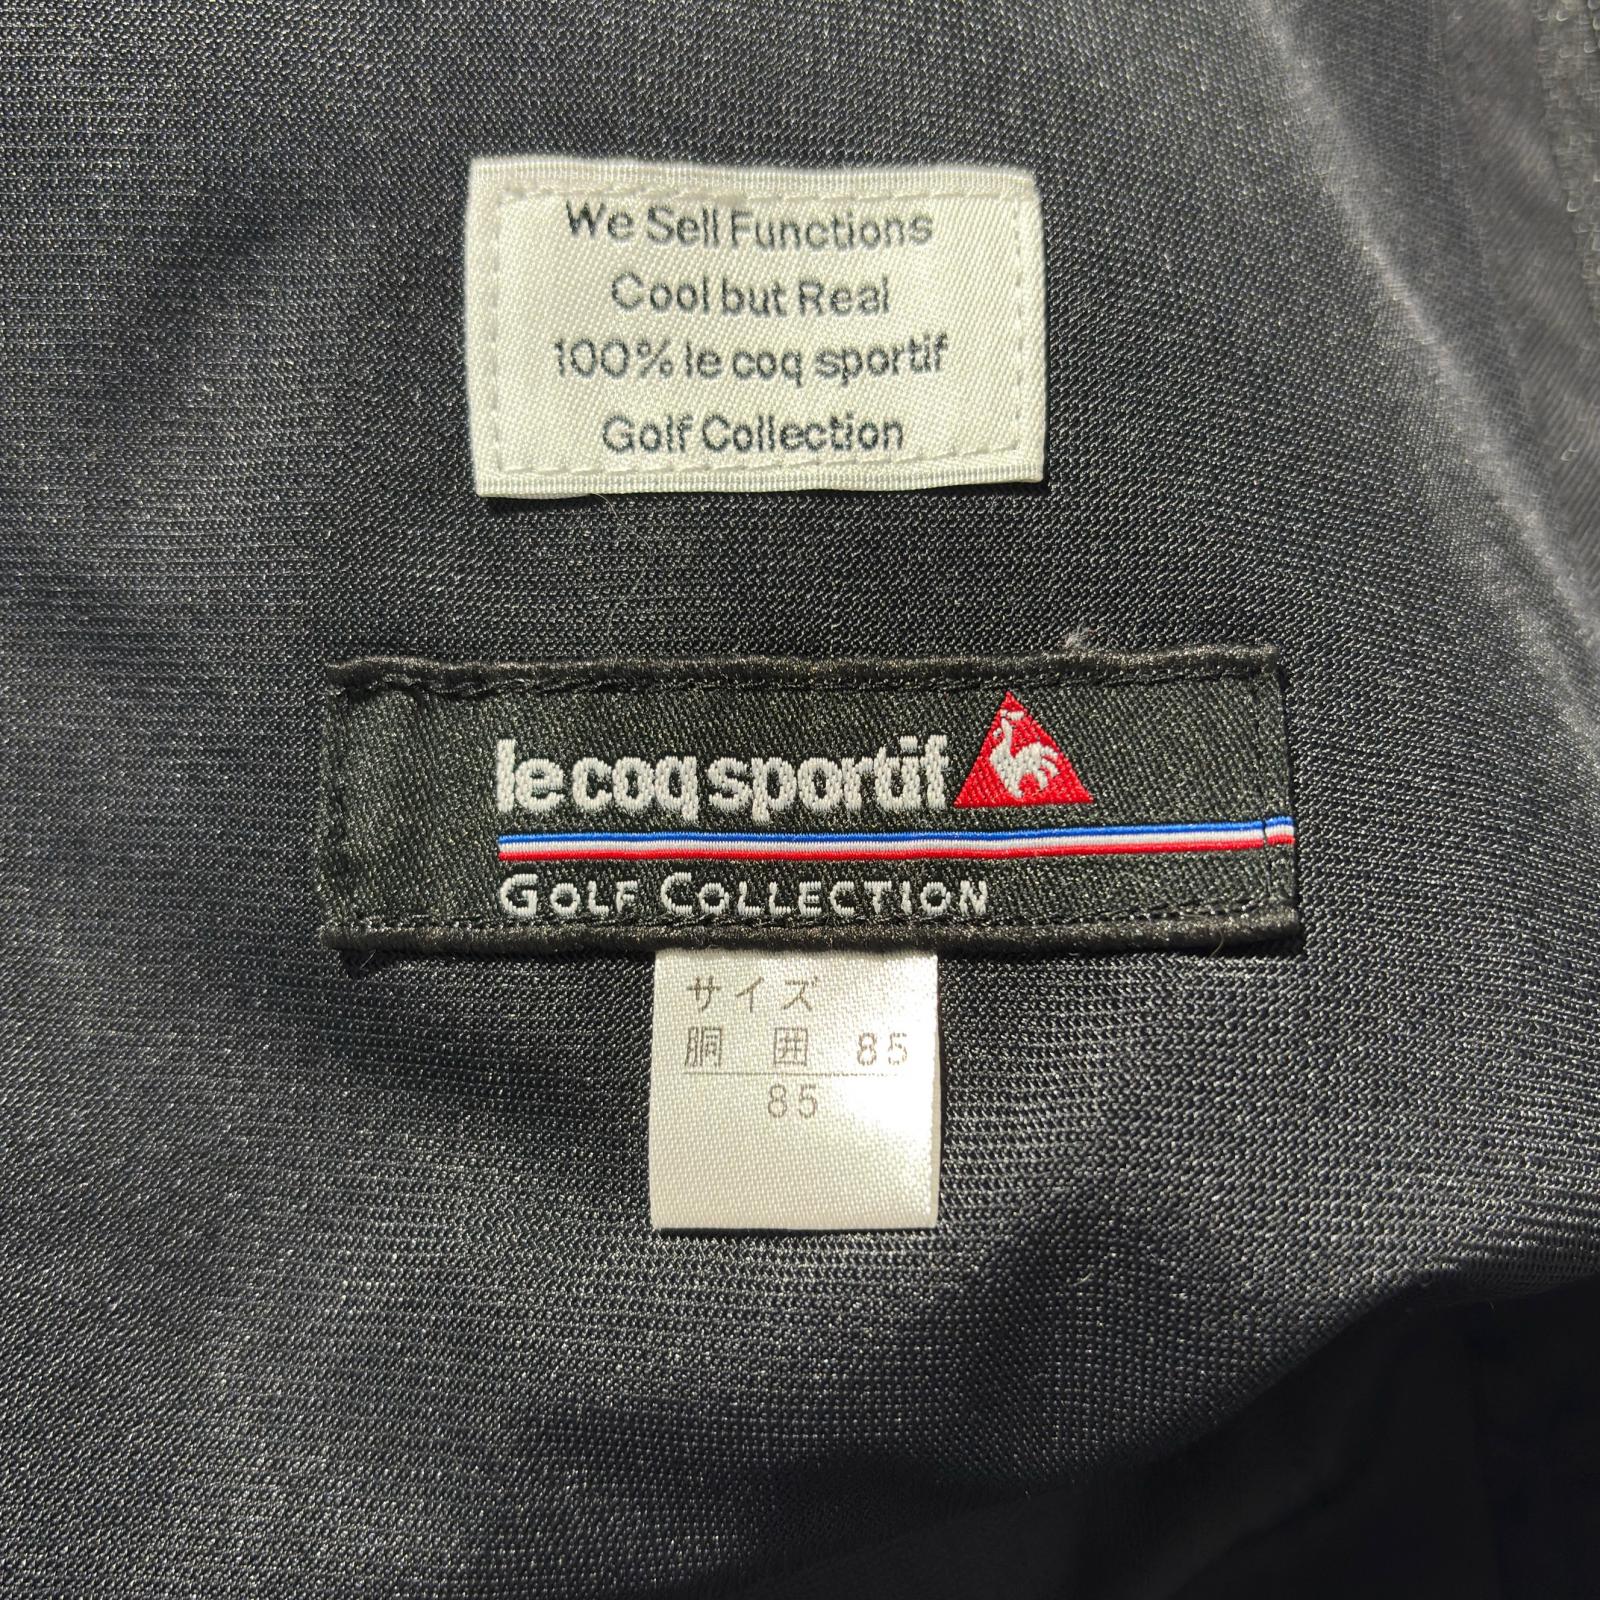 We Sell Functions
Cool but Real
100% le coq sportif
Golf Collection
le coq sportif
GOLF COLLECTION
サイズ
胴 囲 85
85